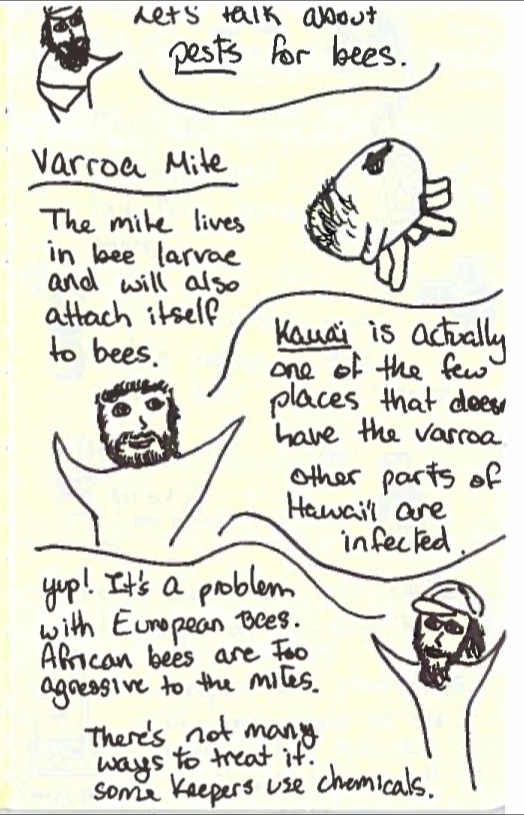 Let's talk about
pests for bees.
Varroa Mite
The mite lives
in bee larvae
and will also
attach itself
to bees.
Kauai is actually
one of the few
places that does
have the varroa.
other parts of
Hawai'i are
infected.
yup! It's a problem
with European Bees.
African bees are too
agressive to the mites.
There's not many
ways to treat it.
some keepers use chemicals.